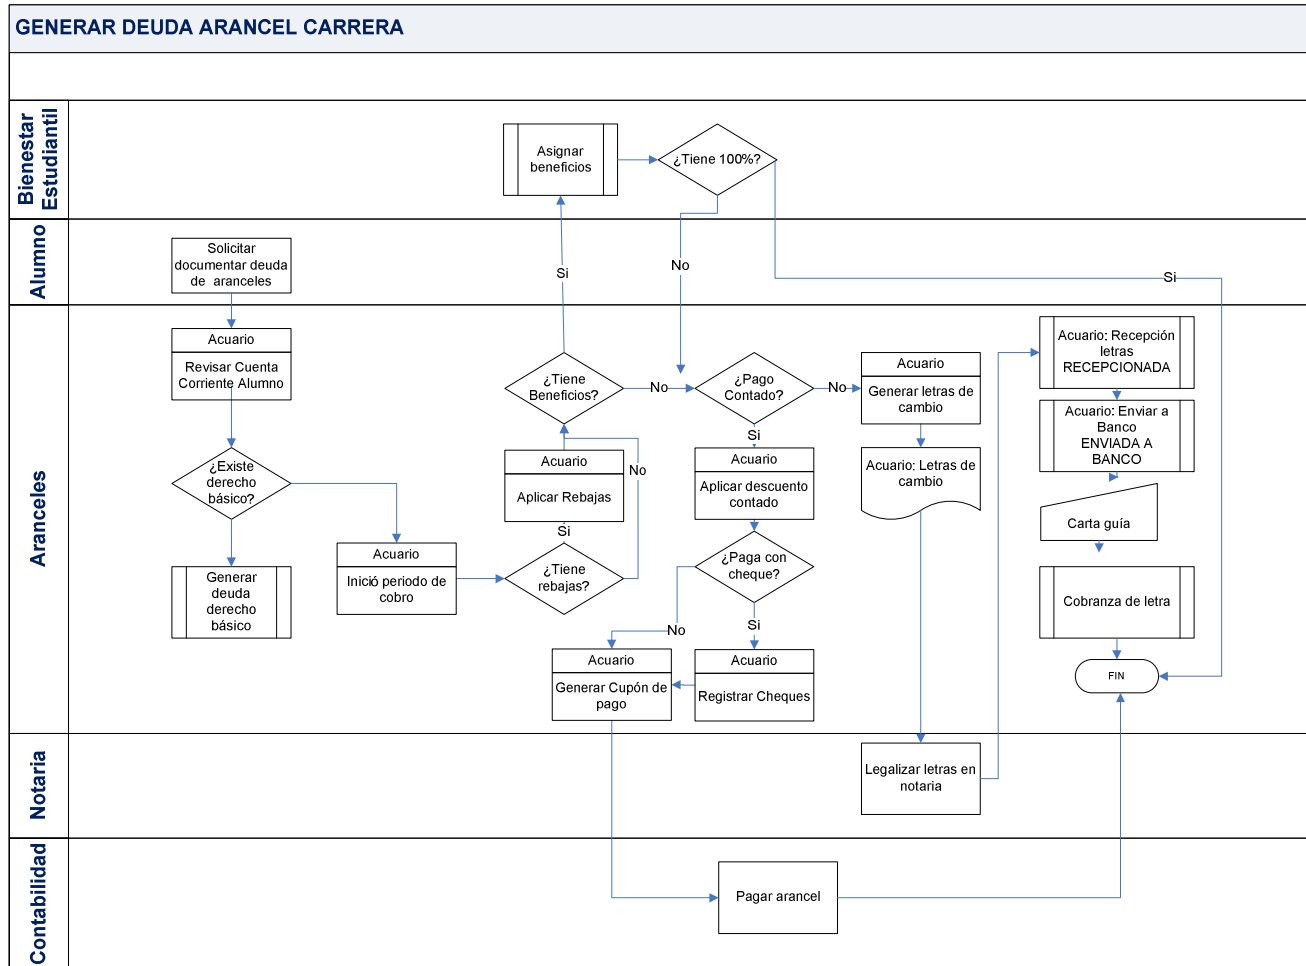 GENERAR DEUDA ARANCEL CARRERA
Bienestar
Estudiantil
Asignar
beneficios
¿Tiene 100%?
Alumno
Solicitar
documentar deuda
de aranceles
Si
No
Si
Aranceles
Acuario
Revisar Cuenta
Corriente Alumno
¿Existe
derecho
básico?
Generar
deuda
derecho
básico
Acuario
Inició periodo de
cobro
¿Tiene
Beneficios?
No
Acuario
Aplicar Rebajas
No
Si
¿Tiene
rebajas?
¿Pago
Contado?
No
Si
Acuario
Aplicar descuento
contado
¿Paga con
cheque?
No
Si
Acuario
Generar Cupón de
pago
Acuario
Registrar Cheques
Acuario
Generar letras de
cambio
Acuario: Letras de
cambio
Acuario: Recepción
letras
RECEPCIONADA
Acuario: Enviar a
Banco
ENVIADA A
BANCO
Carta guía
Cobranza de letra
FIN
Notaria
Legalizar letras en
notaria
Contabilidad
Pagar arancel